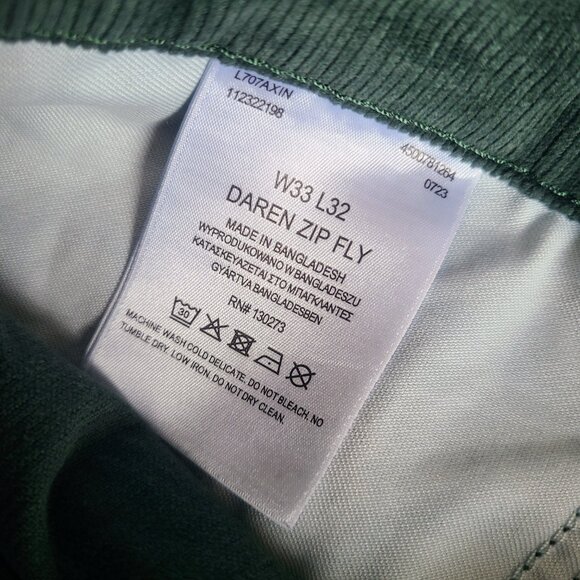 L707AXIN
112322198
4500781264
0723
W33 L32
DAREN ZIP FLY
MADE IN BANGLADESH
WYPRODUKOWANO W BANGLADESZU
ΚΑΤΑΣΚΕΥΑΖΕΤΑΙ ΣΤΟ ΜΠΑΓΚΛΑΝΤΕΣ
GYÁRTVA BANGLADESBEN
RN# 130273
30
MACHINE WASH COLD DELICATE. DO NOT BLEACH. NO
TUMBLE DRY. LOW IRON. DO NOT DRY CLEAN.